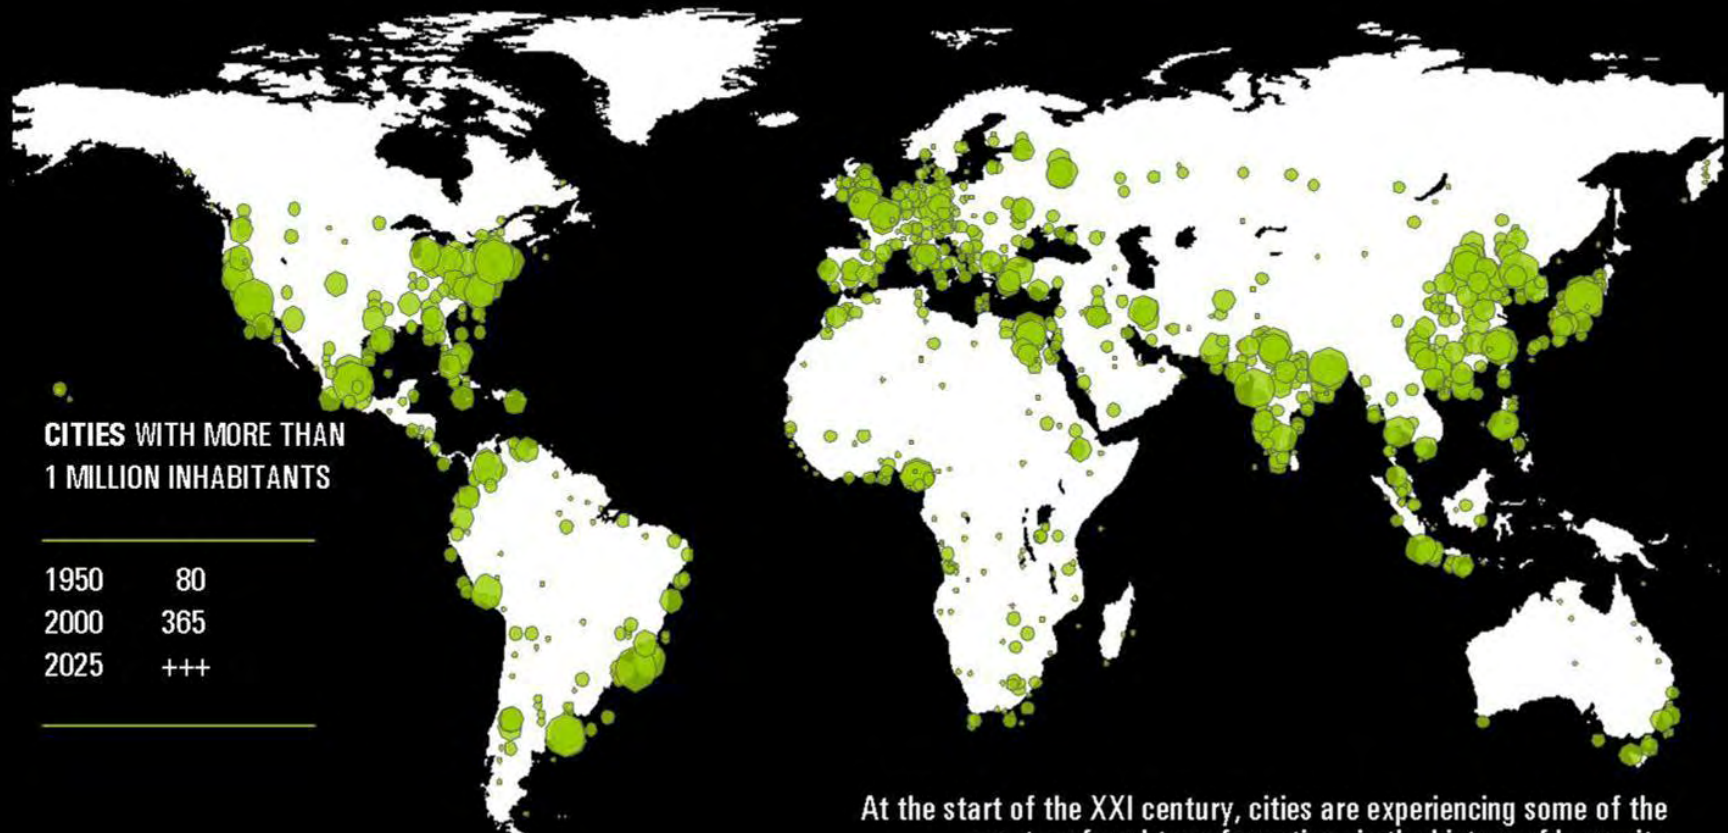 CITIES WITH MORE THAN
1 MILLION INHABITANTS
1950 80
2000 365
2025 +++
At the start of the XXI century, cities are experiencing some of the